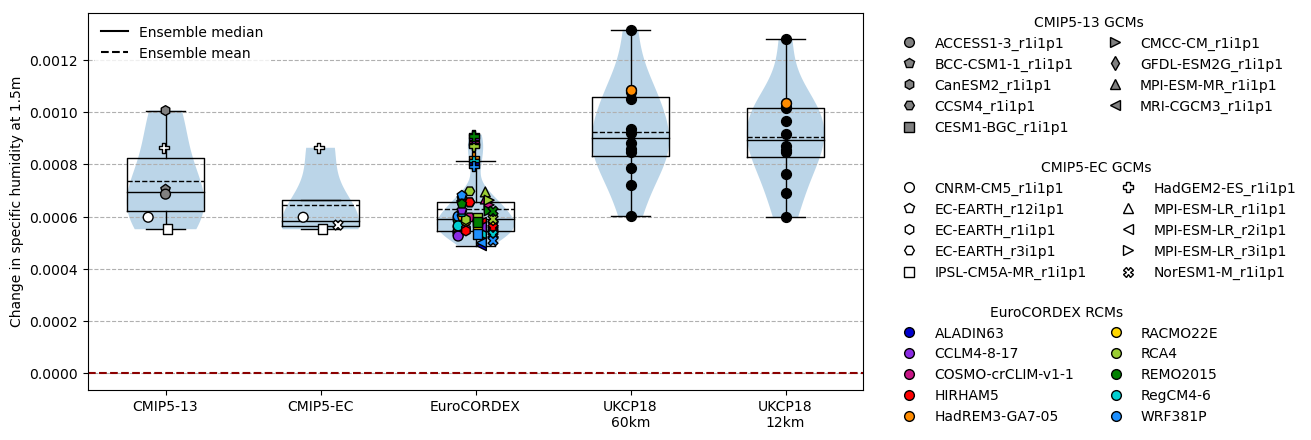 Change in specific humidity at 1.5m
Ensemble median
Ensemble mean
0.0012
0.0010
0.0008
0.0006
0.0004
0.0002
0.0000
CMIP5-13
CMIP5-EC
EuroCORDEX
UKCP18
60km
UKCP18
12km
CMIP5-13 GCMs
ACCESS1-3_r1i1p1
BCC-CSM1-1_r1i1p1
CanESM2_r1i1p1
CCSM4_r1i1p1
CESM1-BGC_r1i1p1
CMCC-CM_r1i1p1
GFDL-ESM2G_r1i1p1
MPI-ESM-MR_r1i1p1
MRI-CGCM3_r1i1p1
CMIP5-EC GCMs
CNRM-CM5_r1i1p1
EC-EARTH_r12i1p1
EC-EARTH_r1i1p1
EC-EARTH_r3i1p1
IPSL-CM5A-MR_r1i1p1
HadGEM2-ES_r1i1p1
MPI-ESM-LR_r1i1p1
MPI-ESM-LR_r2i1p1
MPI-ESM-LR_r3i1p1
NorESM1-M_r1i1p1
EuroCORDEX RCMs
ALADIN63
CCLM4-8-17
COSMO-crCLIM-v1-1
HIRHAM5
HadREM3-GA7-05
RACMO22E
RCA4
REMO2015
RegCM4-6
WRF381P